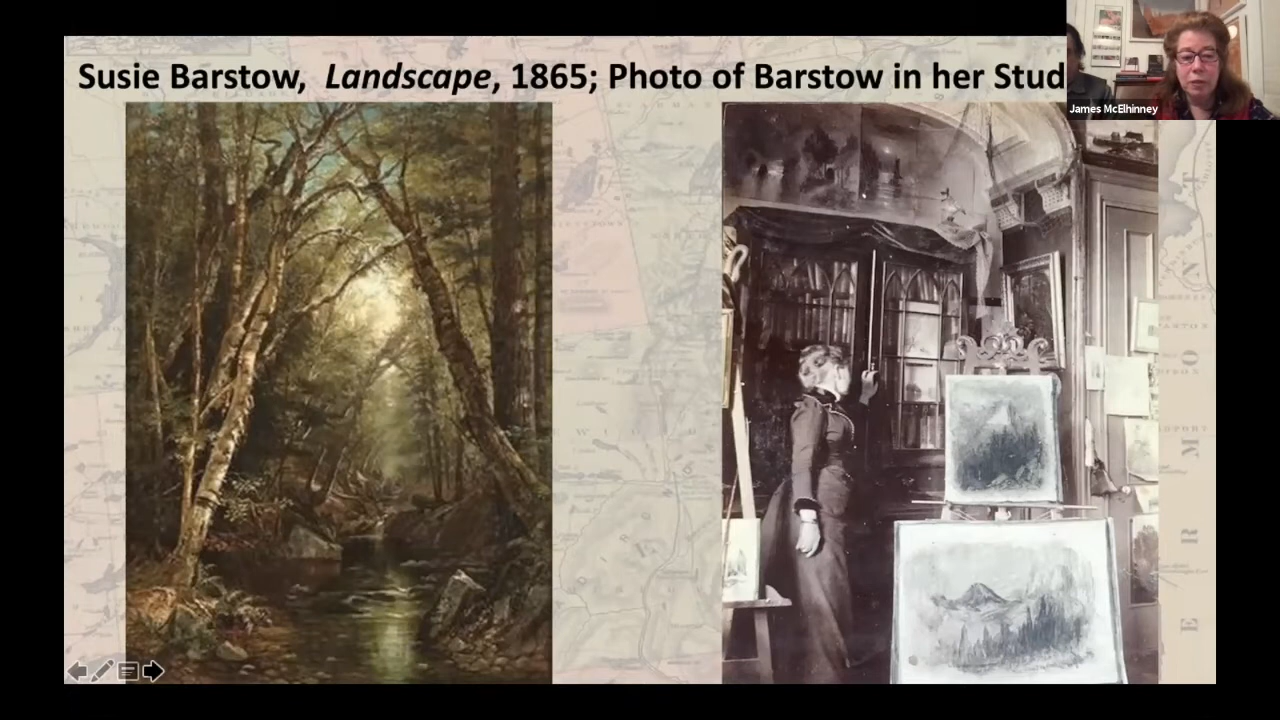 Susie Barstow, Landscape, 1865; Photo of Barstow in her Stud
James McElhinney
T
N
O
M
R
E